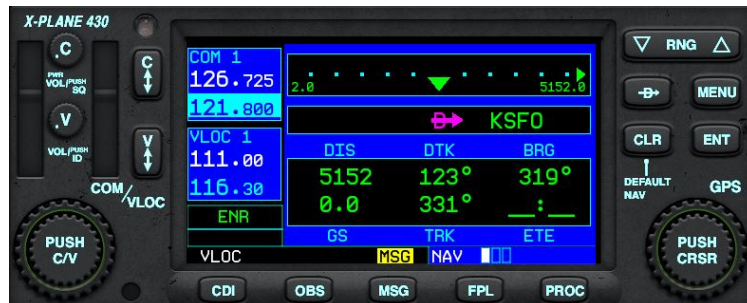 X-PLANE 430
.C
PWR
VOL/PUSH
SQ
C
.V
VOL/PUSH
ID
V
COM/VLOC
PUSH
C/V
COM 1
126.725
121.800
VLOC 1
111.00
116.30
ENR
VLOC
2.0
5152.0
D KSFO
DIS DTK BRG
5152 123° 319°
0.0 331° __:__
GS TRK ETE
MSG NAV
RNG
D
MENU
CLR
ENT
DEFAULT
NAV
GPS
PUSH
CRSR
CDI OBS MSG FPL PROC